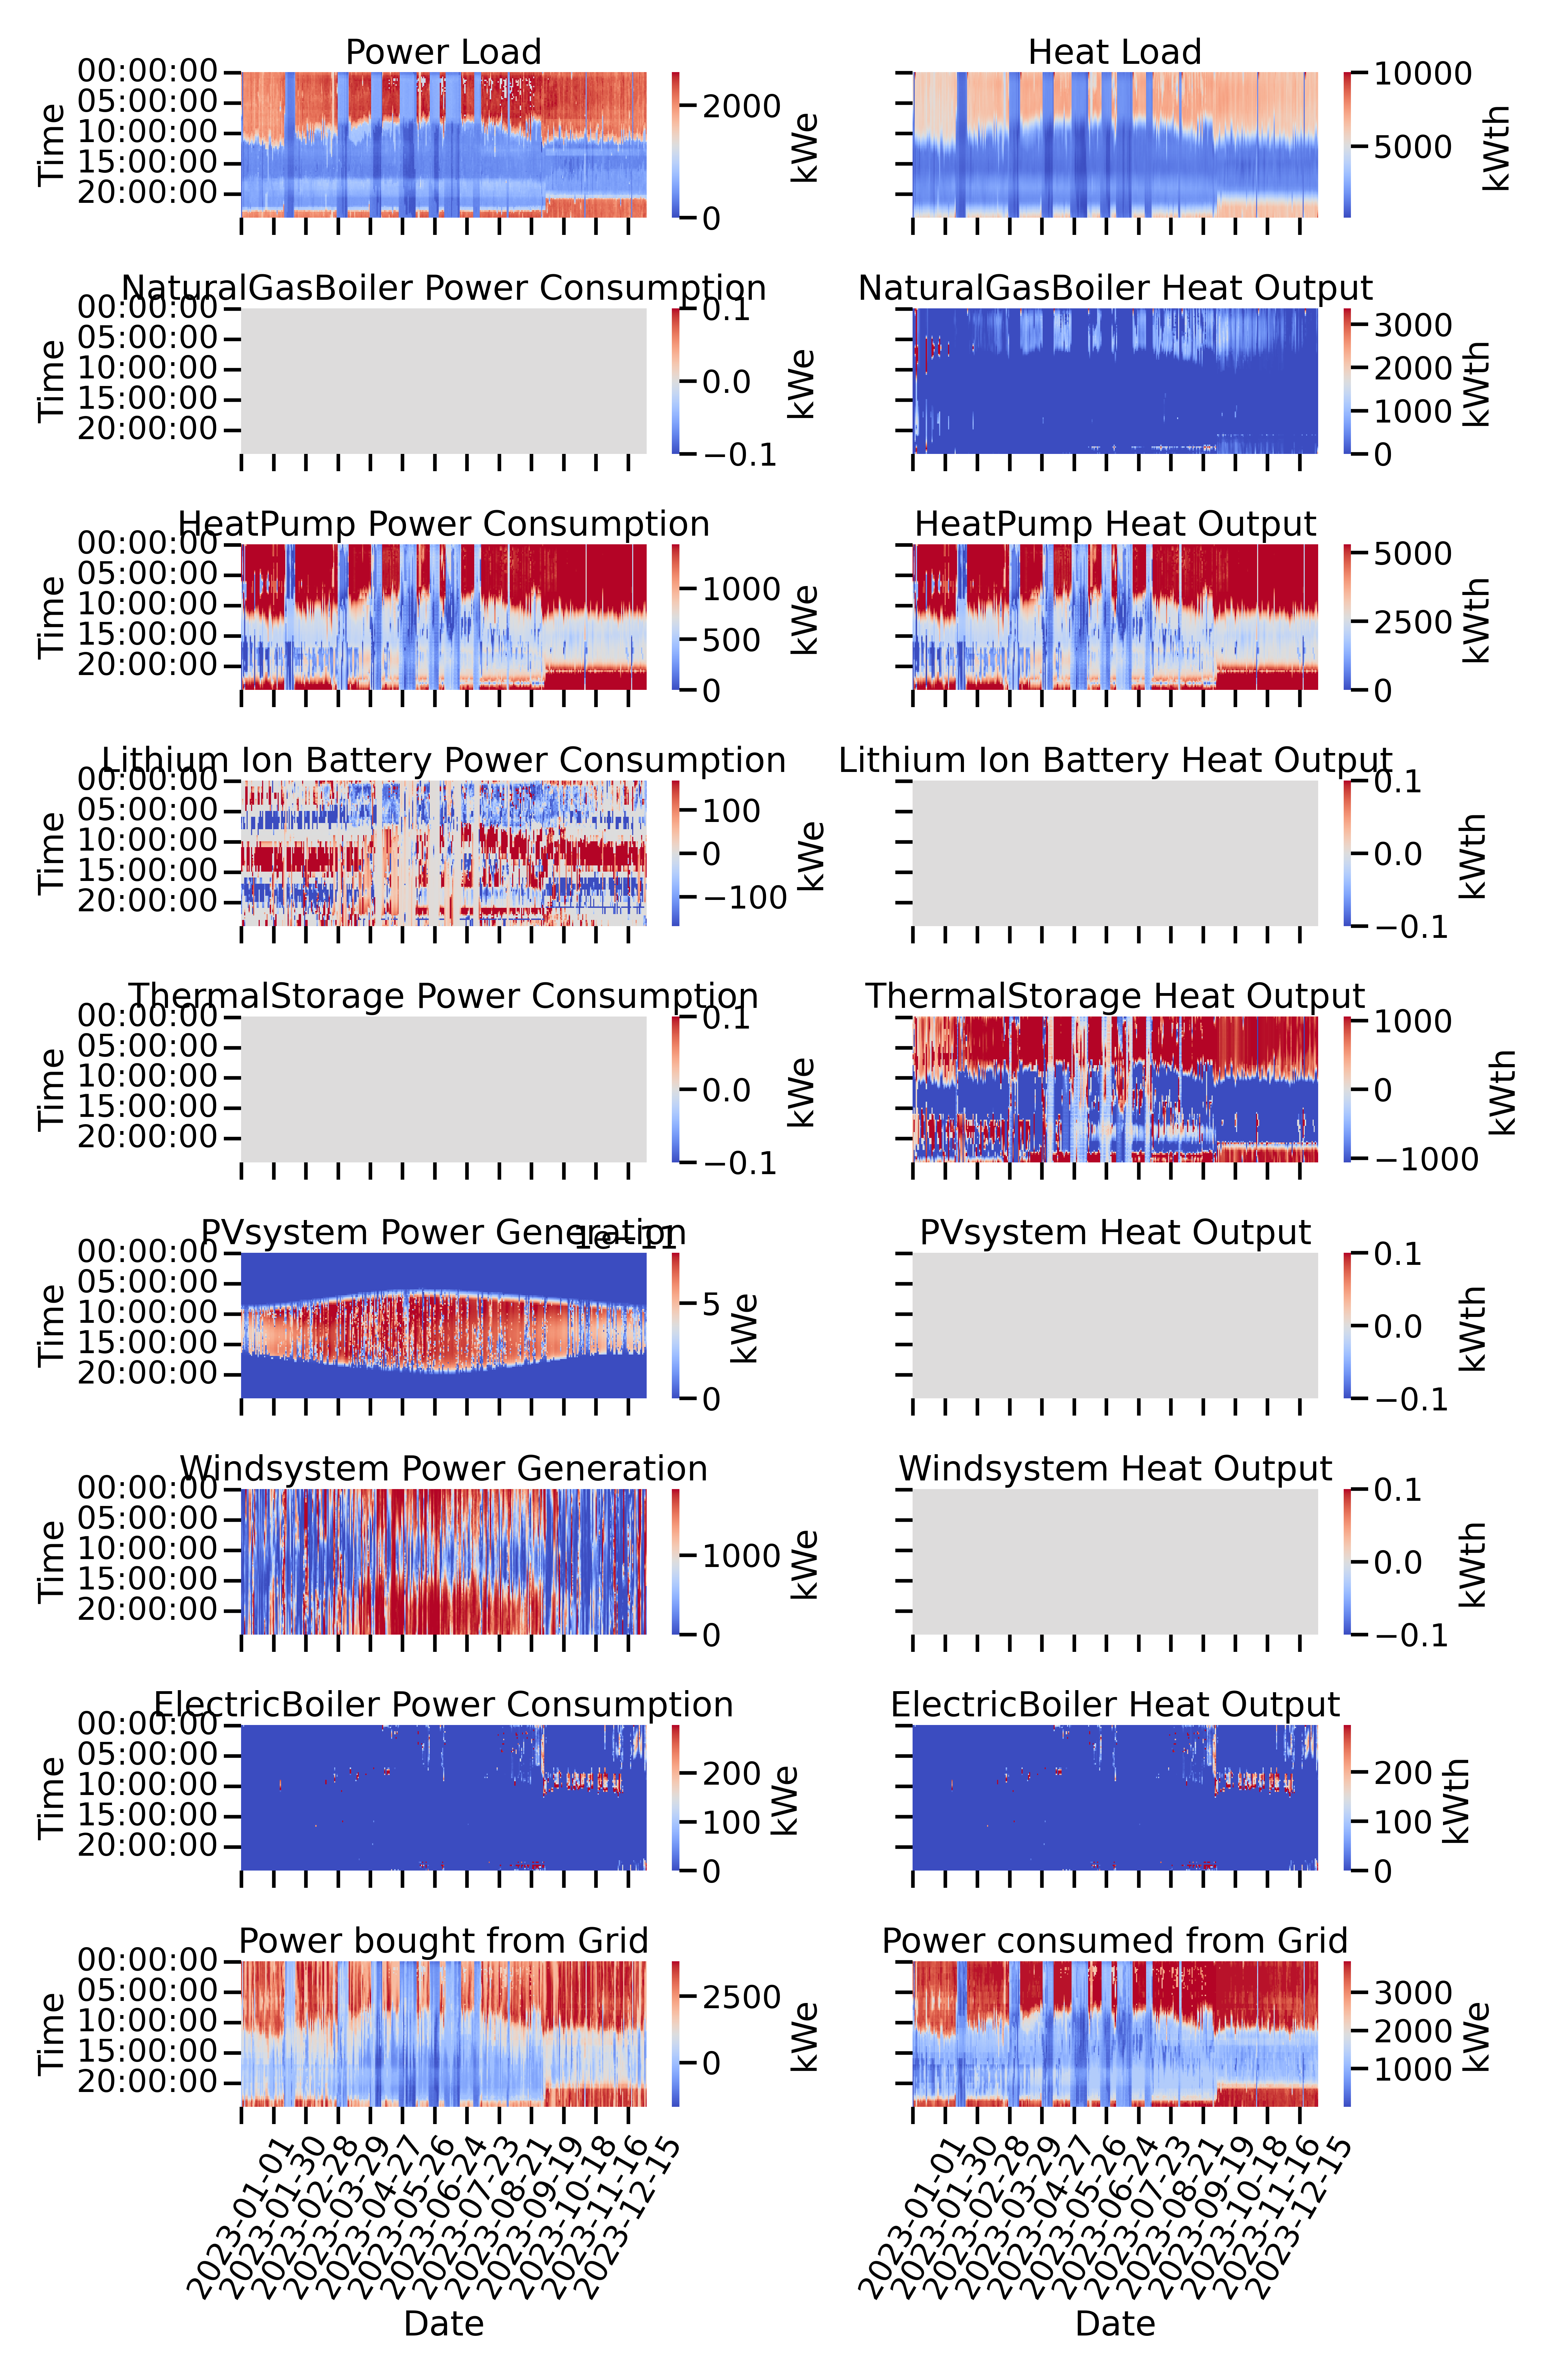 Power Load
Time
00:00:00
05:00:00
10:00:00
15:00:00
20:00:00
2000
0
kWe
Heat Load
10000
5000
kWth
NaturalGasBoiler Power Consumption
Time
00:00:00
05:00:00
10:00:00
15:00:00
20:00:00
0.1
0.0
−0.1
kWe
NaturalGasBoiler Heat Output
3000
2000
1000
0
kWth
HeatPump Power Consumption
Time
00:00:00
05:00:00
10:00:00
15:00:00
20:00:00
1000
500
0
kWe
HeatPump Heat Output
5000
2500
0
kWth
Lithium Ion Battery Power Consumption
Time
00:00:00
05:00:00
10:00:00
15:00:00
20:00:00
100
0
−100
kWe
Lithium Ion Battery Heat Output
0.1
0.0
−0.1
kWth
ThermalStorage Power Consumption
Time
00:00:00
05:00:00
10:00:00
15:00:00
20:00:00
0.1
0.0
−0.1
kWe
ThermalStorage Heat Output
1000
0
−1000
kWth
PVsystem Power Generation
1e−11
Time
00:00:00
05:00:00
10:00:00
15:00:00
20:00:00
5
0
kWe
PVsystem Heat Output
0.1
0.0
−0.1
kWth
Windsystem Power Generation
Time
00:00:00
05:00:00
10:00:00
15:00:00
20:00:00
1000
0
kWe
Windsystem Heat Output
0.1
0.0
−0.1
kWth
ElectricBoiler Power Consumption
Time
00:00:00
05:00:00
10:00:00
15:00:00
20:00:00
200
100
0
kWe
ElectricBoiler Heat Output
200
100
0
kWth
Power bought from Grid
Time
00:00:00
05:00:00
10:00:00
15:00:00
20:00:00
2500
0
kWe
2023-01-01
2023-01-30
2023-02-28
2023-03-29
2023-04-27
2023-05-26
2023-06-24
2023-07-23
2023-08-21
2023-09-19
2023-10-18
2023-11-16
2023-12-15
Date
Power consumed from Grid
3000
2000
1000
kWe
2023-01-01
2023-01-30
2023-02-28
2023-03-29
2023-04-27
2023-05-26
2023-06-24
2023-07-23
2023-08-21
2023-09-19
2023-10-18
2023-11-16
2023-12-15
Date